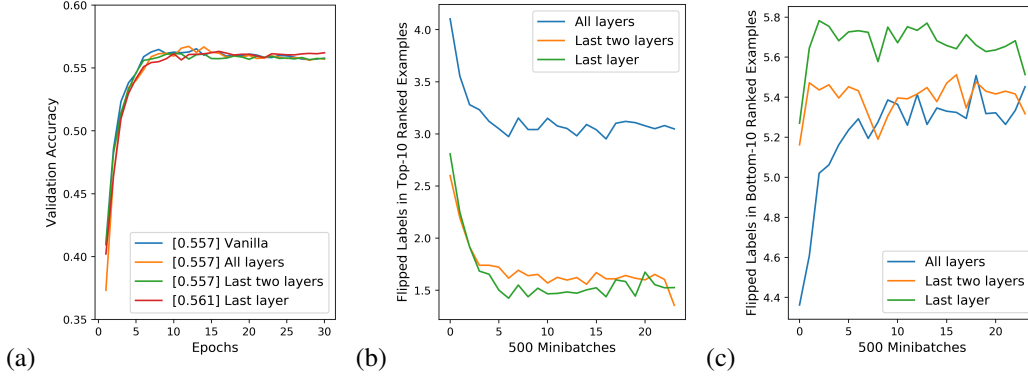 (a)
Validation Accuracy
0.60
0.55
0.50
0.45
0.40
0.35
[0.557] Vanilla
[0.557] All layers
[0.557] Last two layers
[0.561] Last layer
0 5 10 15 20 25 30
Epochs
(b)
Flipped Labels in Top-10 Ranked Examples
4.0
3.5
3.0
2.5
2.0
1.5
All layers
Last two layers
Last layer
0 5 10 15 20
500 Minibatches
(c)
Flipped Labels in Bottom-10 Ranked Examples
5.8
5.6
5.4
5.2
5.0
4.8
4.6
4.4
All layers
Last two layers
Last layer
0 5 10 15 20
500 Minibatches